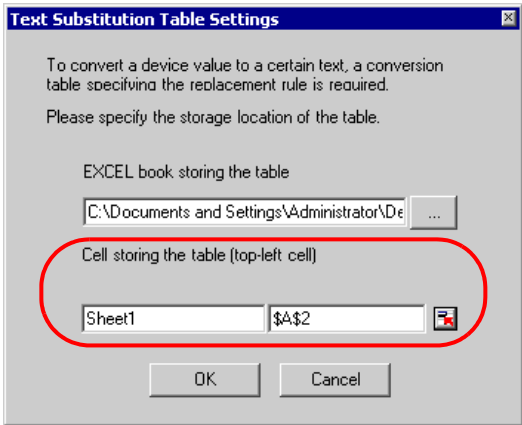 Text Substitution Table Settings
To convert a device value to a certain text, a conversion
table specifying the replacement rule is required.
Please specify the storage location of the table.
EXCEL book storing the table
C:\Documents and Settings\Administrator\De
...
Cell storing the table (top-left cell)
Sheet1 $A$2
OK Cancel